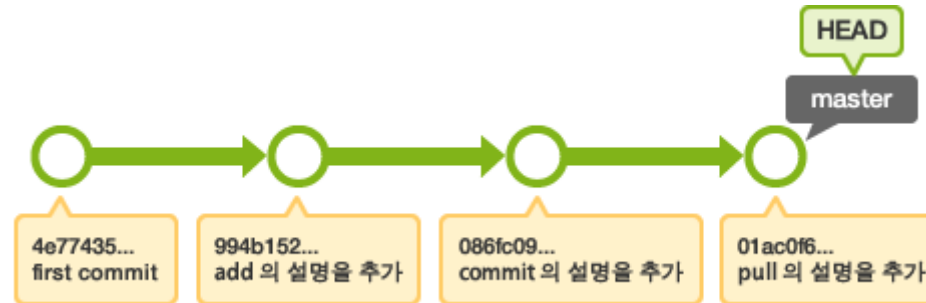 HEAD
master
4e77435...
first commit
994b152...
add 의 설명을 추가
086fc09...
commit 의 설명을 추가
01ac0f6...
pull 의 설명을 추가